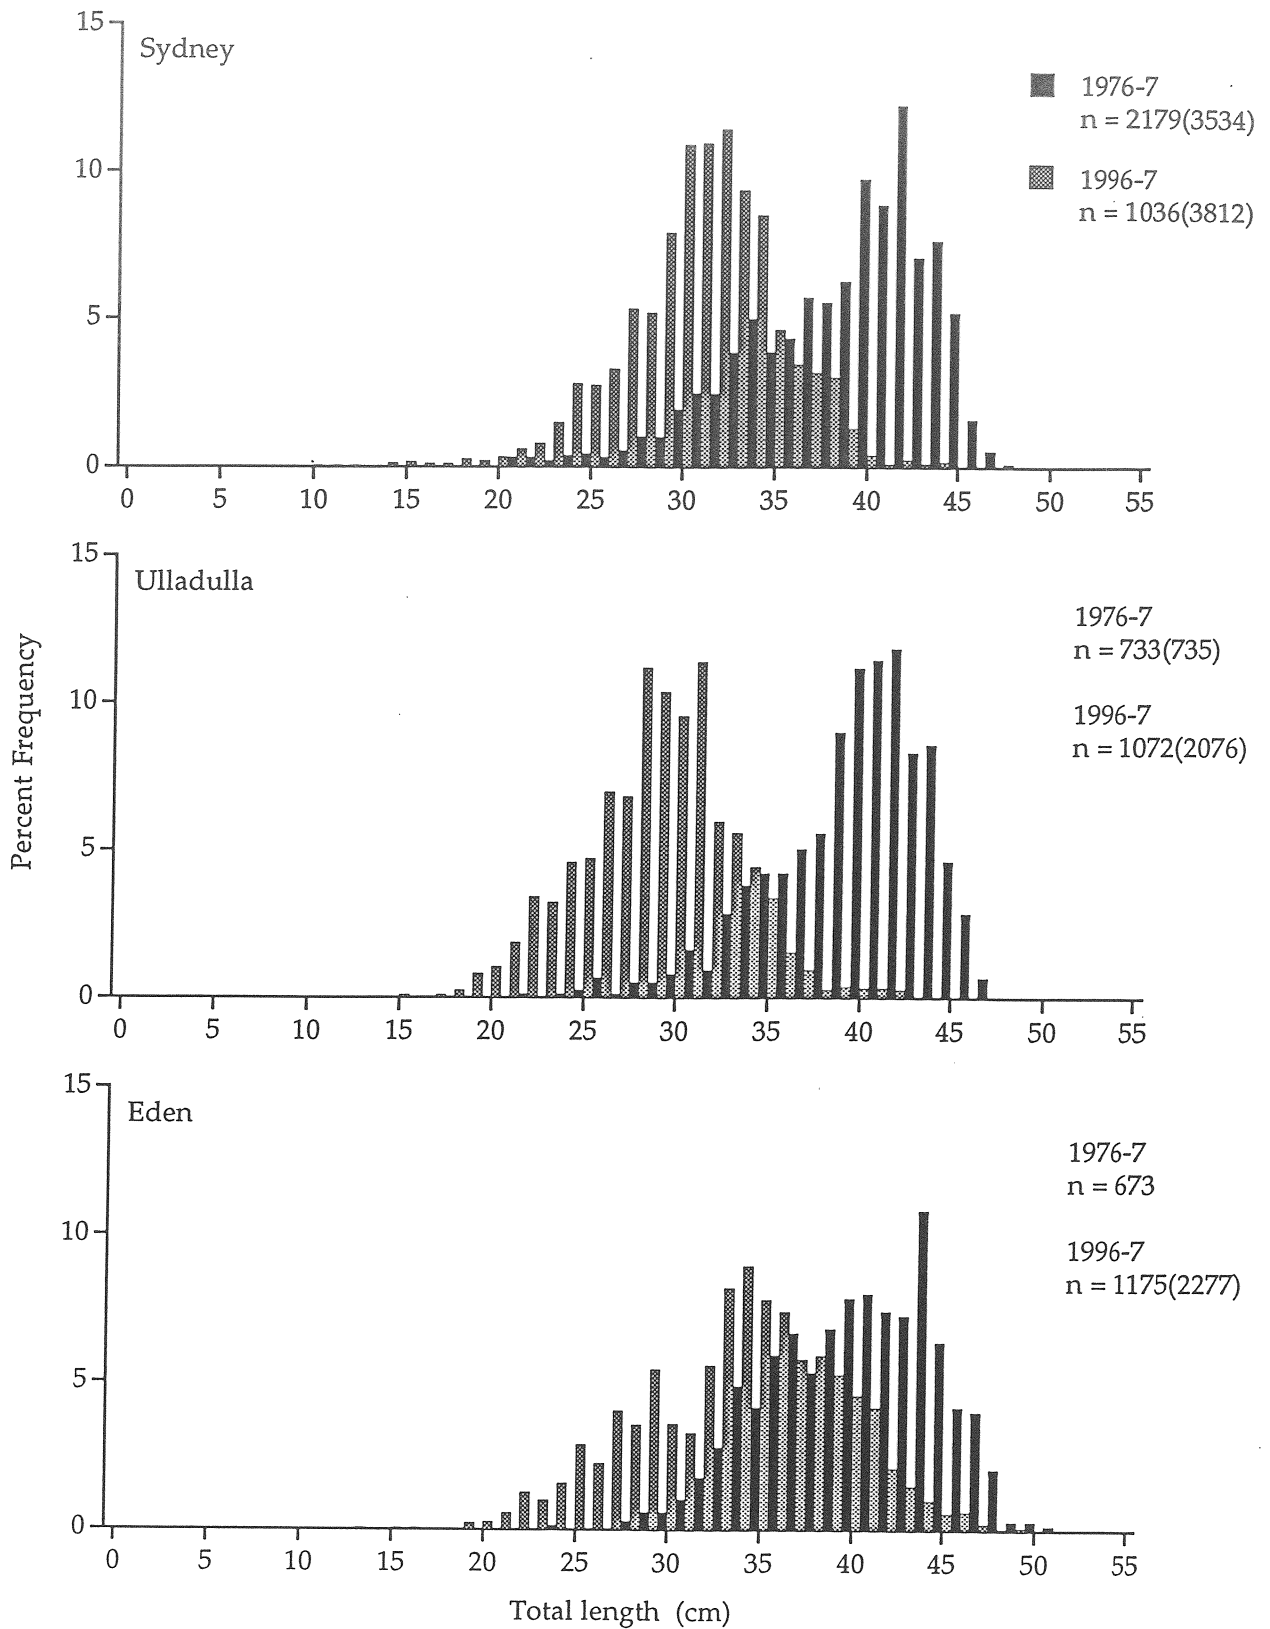 15
Sydney
1976-7
n = 2179(3534)
10
1996-7
n = 1036(3812)
5
0
0 5 10 15 20 25 30 35 40 45 50 55
15
Ulladulla
1976-7
n = 733(735)
10
1996-7
n = 1072(2076)
5
0
0 5 10 15 20 25 30 35 40 45 50 55
Percent Frequency
15
Eden
1976-7
n = 673
10
1996-7
n = 1175(2277)
5
0
0 5 10 15 20 25 30 35 40 45 50 55
Total length (cm)